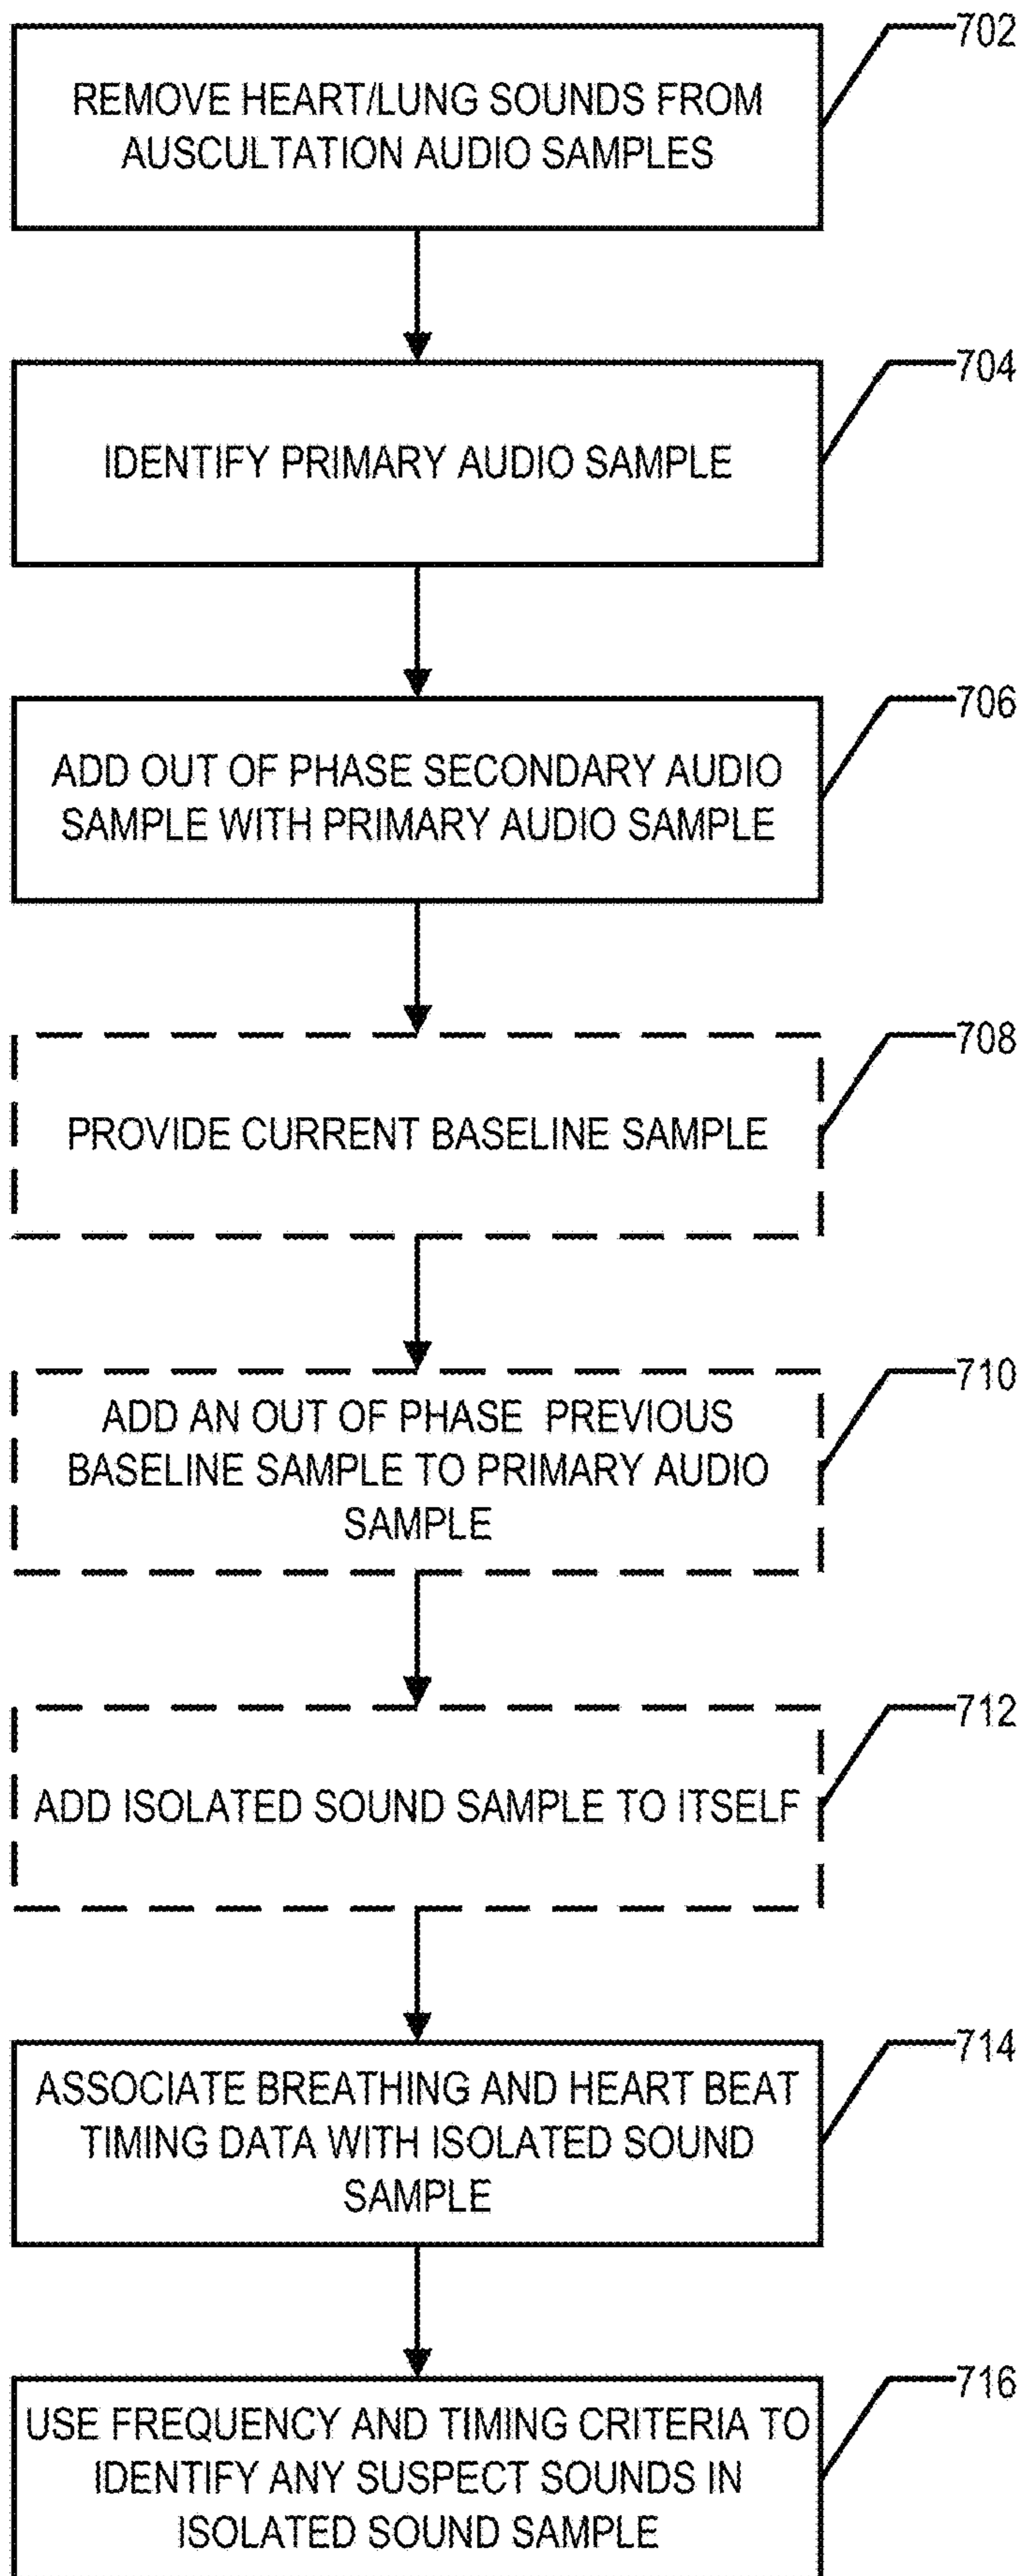 702
REMOVE HEART/LUNG SOUNDS FROM
AUSCULTATION AUDIO SAMPLES
704
IDENTIFY PRIMARY AUDIO SAMPLE
706
ADD OUT OF PHASE SECONDARY AUDIO
SAMPLE WITH PRIMARY AUDIO SAMPLE
708
PROVIDE CURRENT BASELINE SAMPLE
710
ADD AN OUT OF PHASE PREVIOUS
BASELINE SAMPLE TO PRIMARY AUDIO
SAMPLE
712
ADD ISOLATED SOUND SAMPLE TO ITSELF
714
ASSOCIATE BREATHING AND HEART BEAT
TIMING DATA WITH ISOLATED SOUND
SAMPLE
716
USE FREQUENCY AND TIMING CRITERIA TO
IDENTIFY ANY SUSPECT SOUNDS IN
ISOLATED SOUND SAMPLE